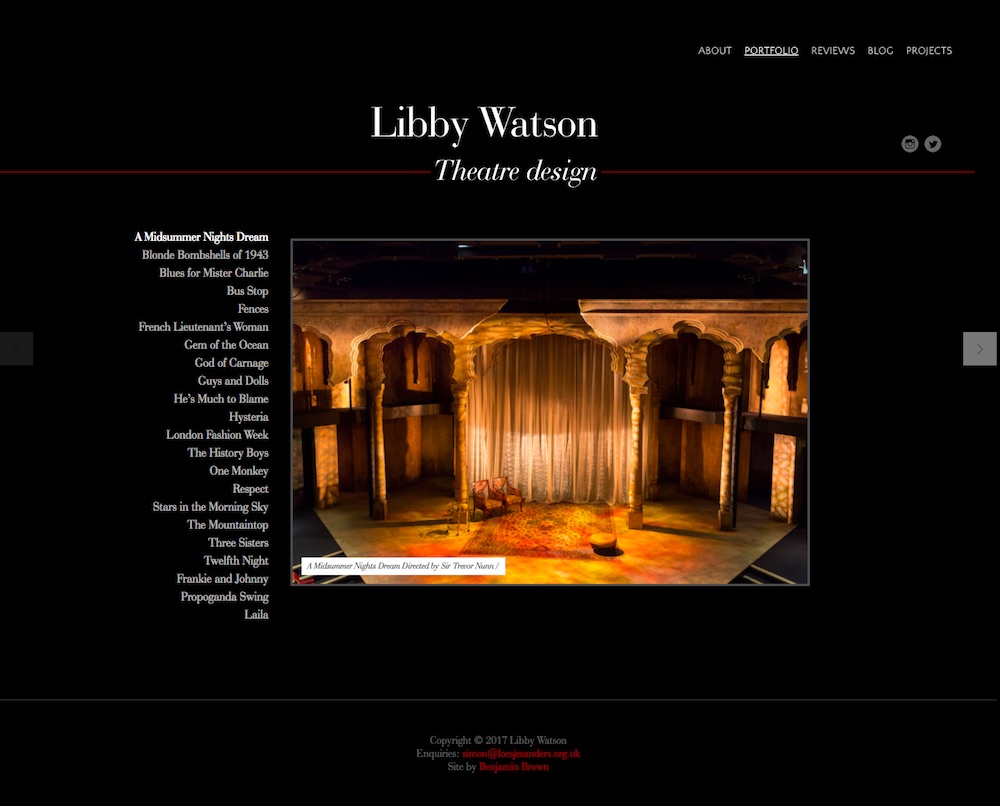 ABOUT PORTFOLIO REVIEWS BLOG PROJECTS
Libby Watson
Theatre design
A Midsummer Nights Dream
Blonde Bombshells of 1943
Blues for Mister Charlie
Bus Stop
Fences
French Lieutenant's Woman
Gem of the Ocean
God of Carnage
Guys and Dolls
He's Much to Blame
Hysteria
London Fashion Week
The History Boys
One Monkey
Respect
Stars in the Morning Sky
The Mountaintop
Three Sisters
Twelfth Night
Frankie and Johnny
Propoganda Swing
Laila
A Midsummer Nights Dream Directed by Sir Trevor Nunn /
Copyright © 2017 Libby Watson
Enquiries: simon@loesjesanders.org.uk
Site by Benjamin Brown